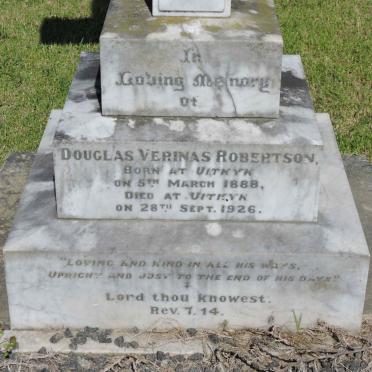 In
Loving Memory
of
Douglas Verinas Robertson,
Born at Uitkyk
on 5th March 1888,
Died at Uitkyk
on 28th Sept. 1926.
"Loving and kind in all his ways,
Upright and just to the end of his days"
Lord thou knowest.
Rev. 7. 14.